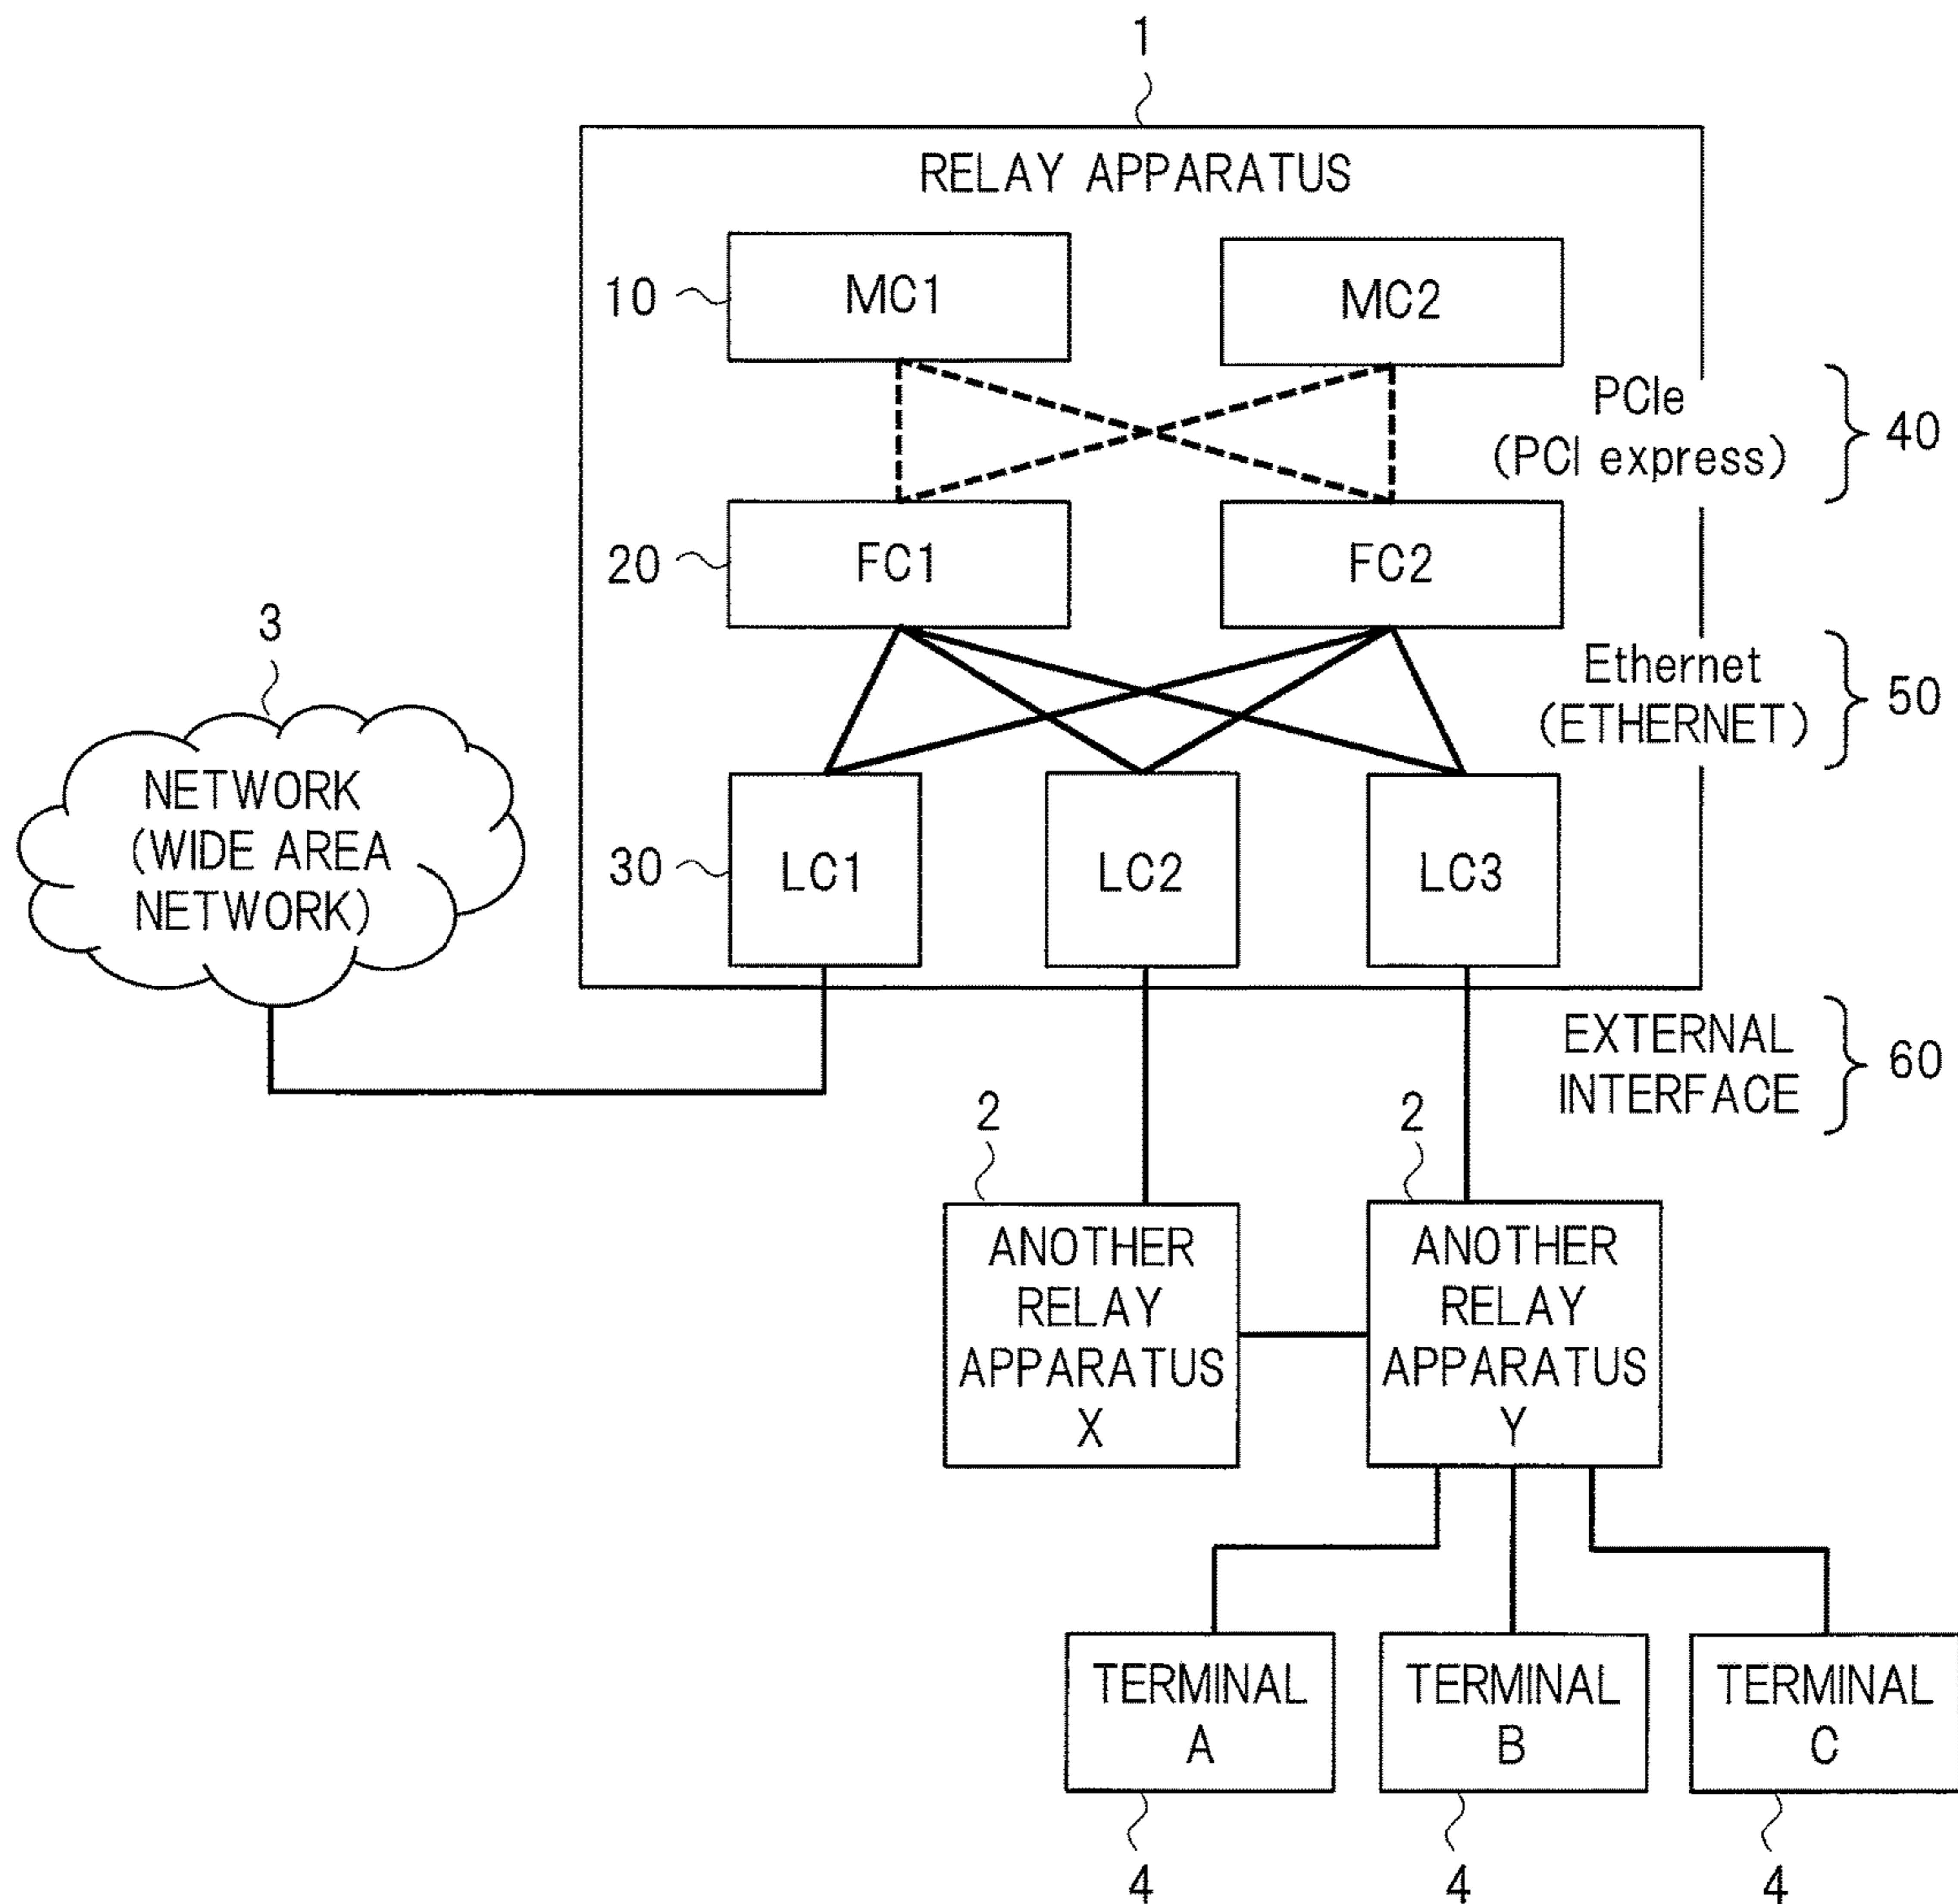 1
RELAY APPARATUS
10
MC1
MC2
PCIe
(PCI express)
40
20
FC1
FC2
3
Ethernet
(ETHERNET)
50
NETWORK
(WIDE AREA
NETWORK)
30
LC1
LC2
LC3
EXTERNAL
INTERFACE
60
2
2
ANOTHER
RELAY
APPARATUS
X
ANOTHER
RELAY
APPARATUS
Y
TERMINAL
A
TERMINAL
B
TERMINAL
C
4
4
4